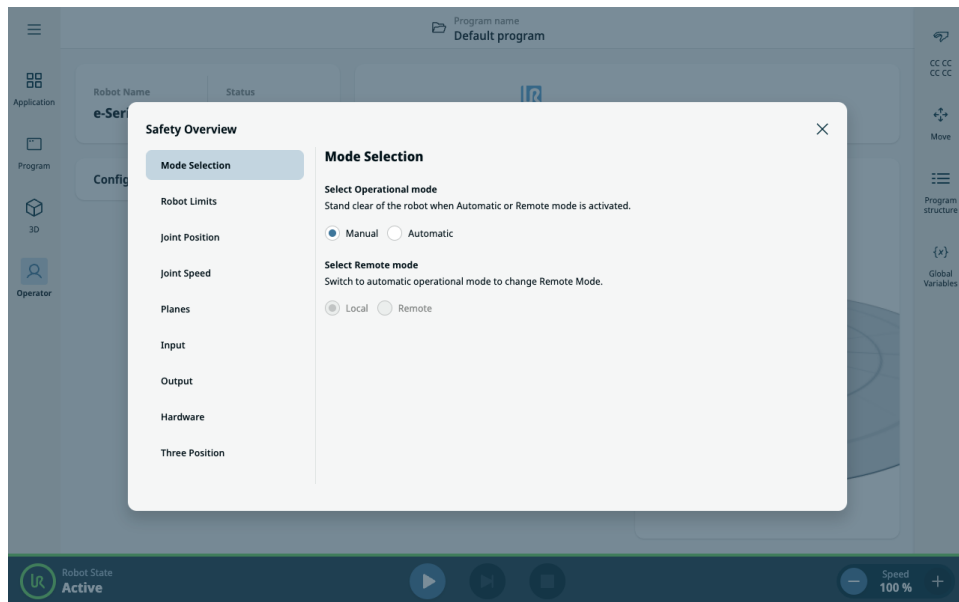 Program name
Default program
Application
Program
3D
Operator
Robot Name
Status
e-Seri
Config
Safety Overview
Mode Selection
Robot Limits
Joint Position
Joint Speed
Planes
Input
Output
Hardware
Three Position
Mode Selection
Select Operational mode
Stand clear of the robot when Automatic or Remote mode is activated.
Manual
Automatic
Select Remote mode
Switch to automatic operational mode to change Remote Mode.
Local
Remote
CC CC
CC CC
Move
Program
structure
{x}
Global
Variables
Robot State
Active
Speed
100 %